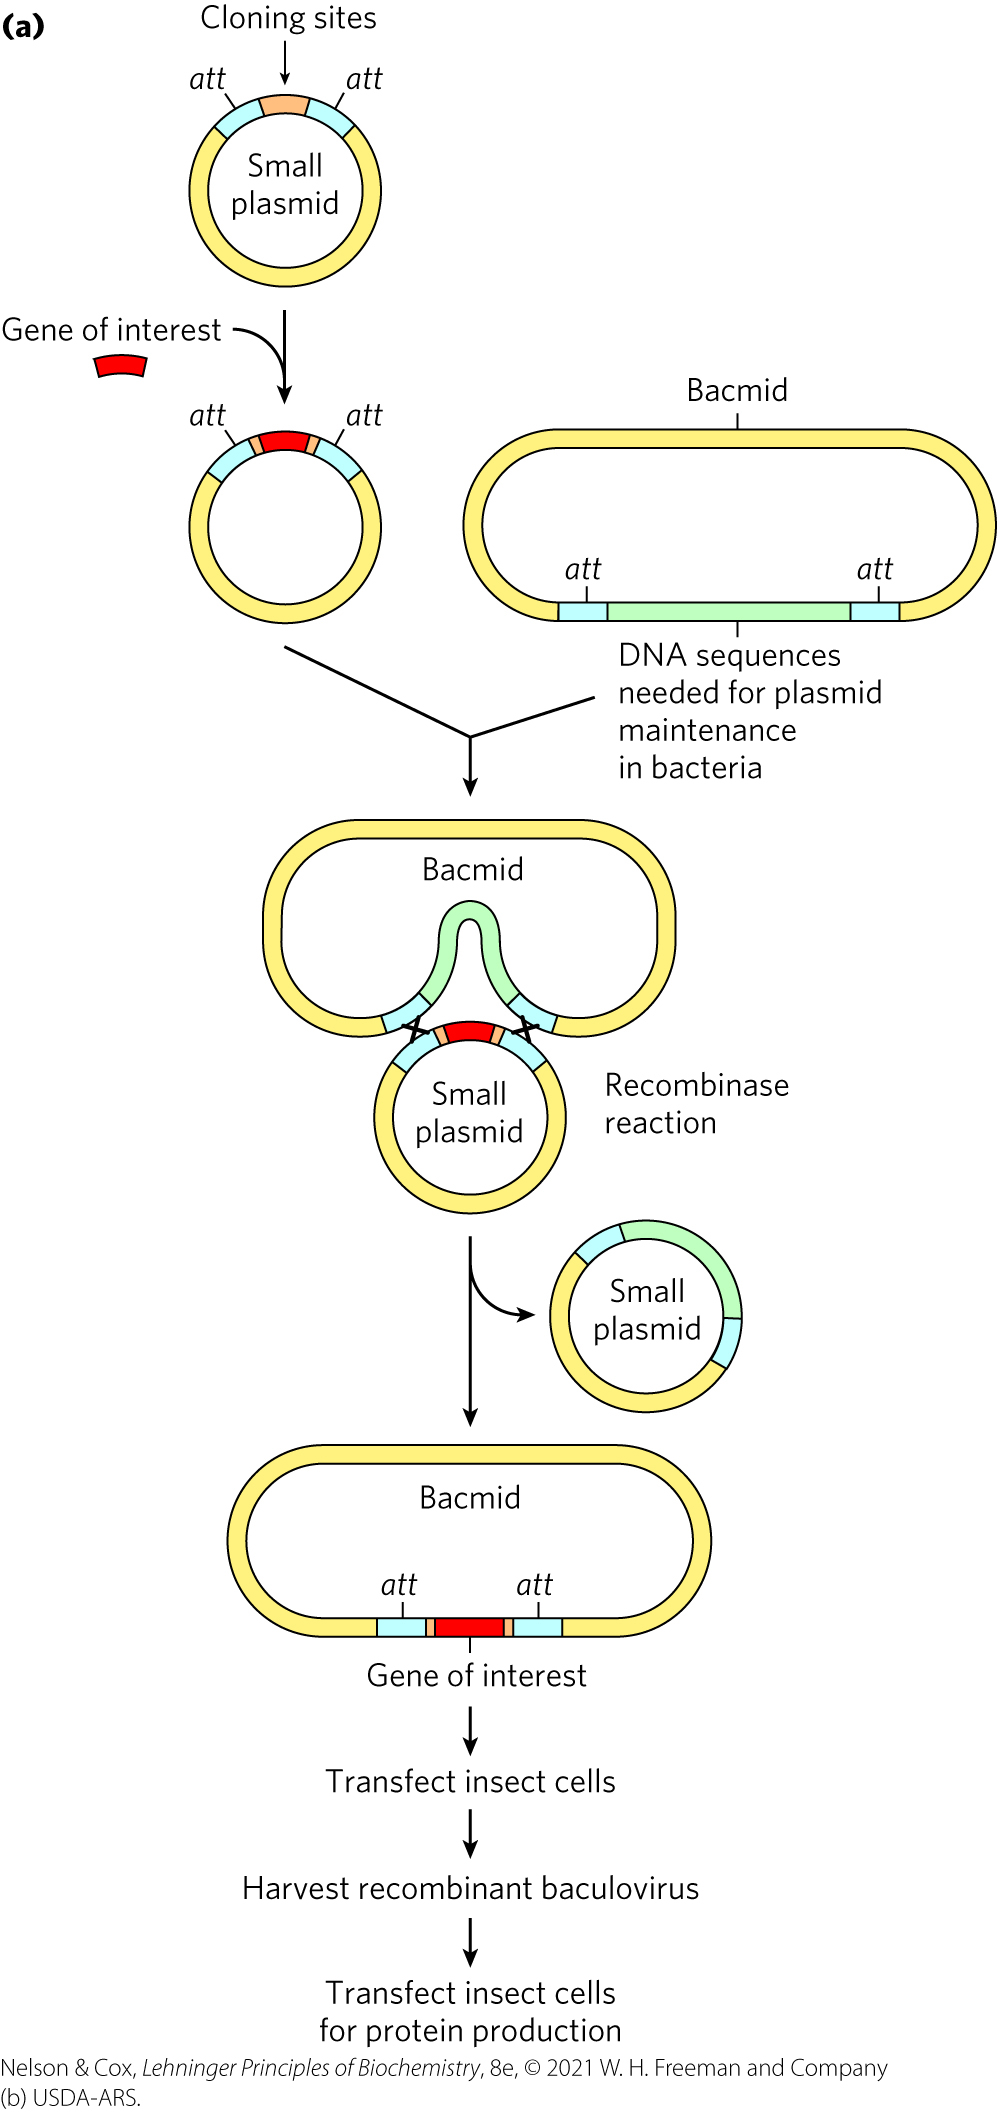 (a)
Cloning sites
att
att
Small
plasmid
Gene of interest
att
att
Bacmid
att
att
DNA sequences
needed for plasmid
maintenance
in bacteria
Bacmid
Small
plasmid
Recombinase
reaction
Small
plasmid
Bacmid
att
att
Gene of interest
Transfect insect cells
Harvest recombinant baculovirus
Transfect insect cells
for protein production
Nelson & Cox, Lehninger Principles of Biochemistry, 8e, © 2021 W. H. Freeman and Company
(b) USDA-ARS.